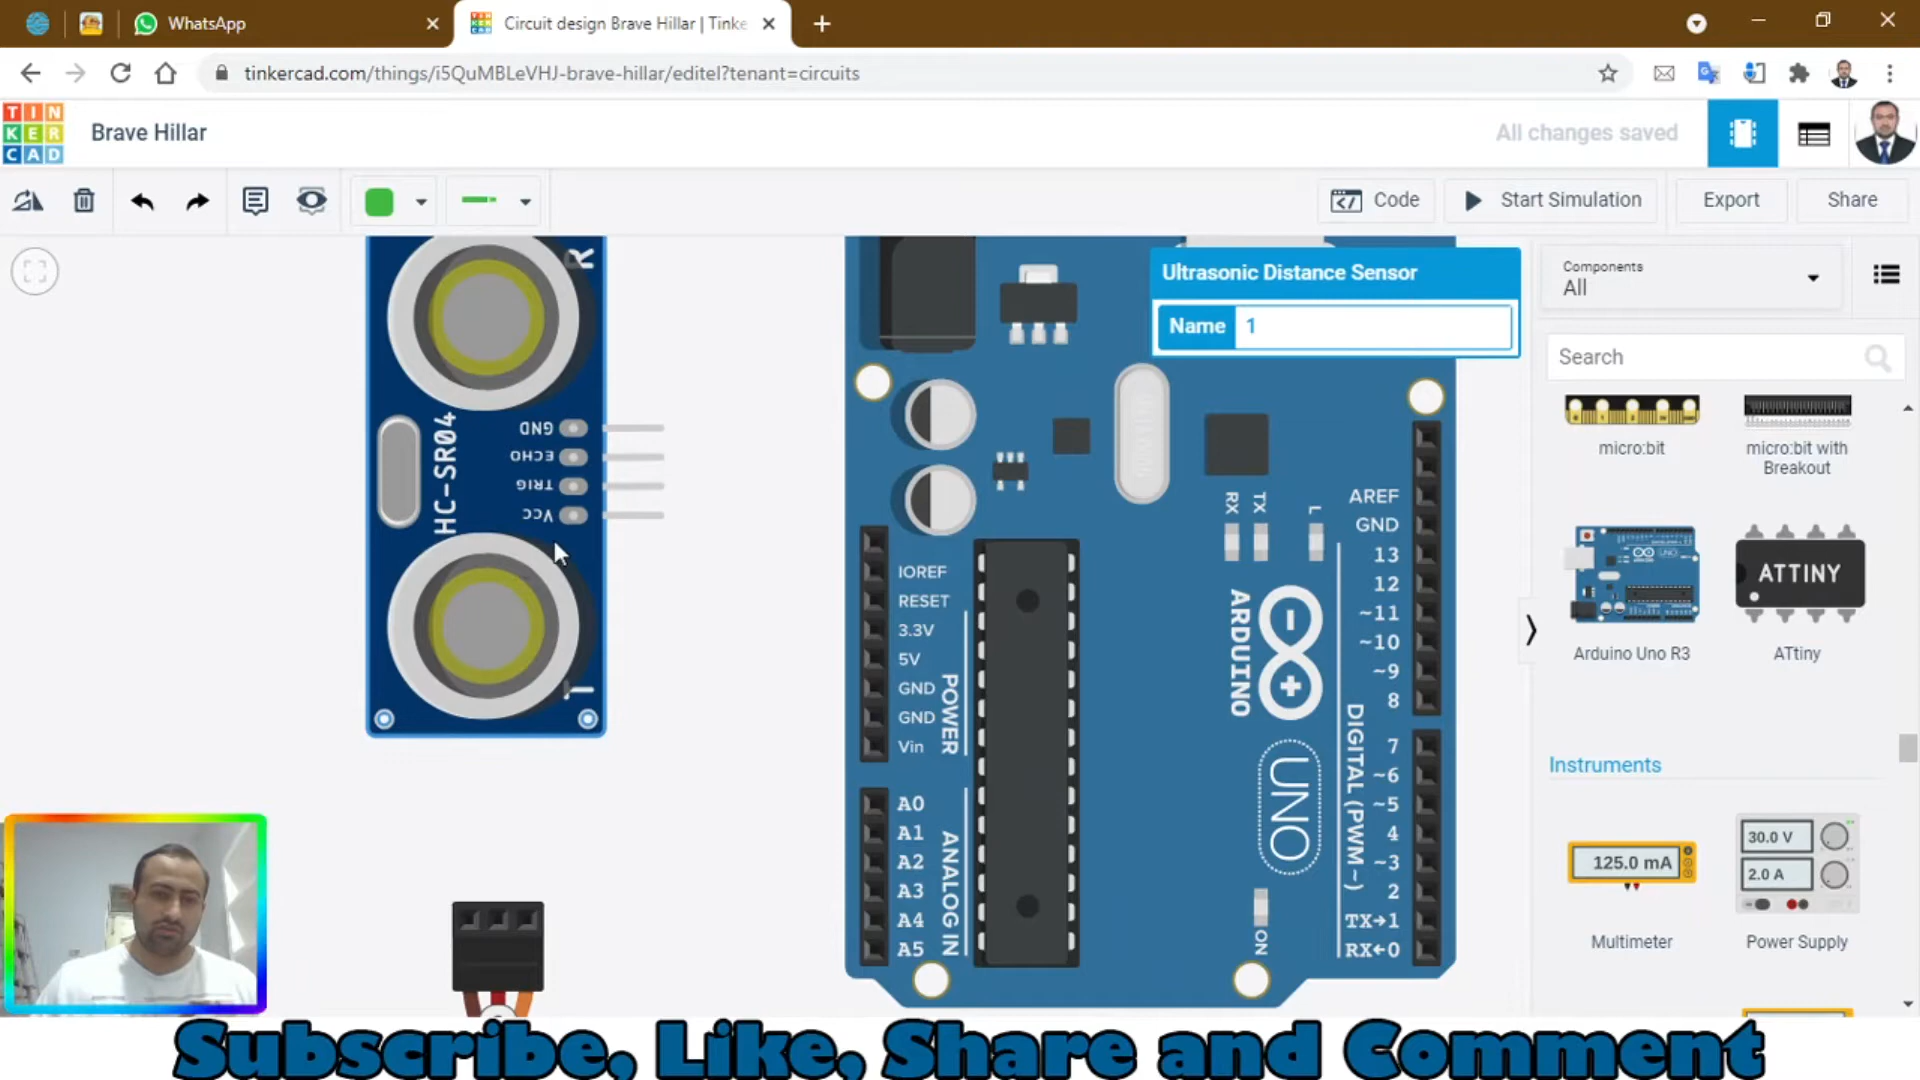 WhatsApp
Circuit design Brave Hillar | Tinke
tinkercad.com/things/i5QuMBLeVHJ-brave-hillar/editel?tenant=circuits
TIN
KER
CAD
Brave Hillar
All changes saved
Code
Start Simulation
Export
Share
Ultrasonic Distance Sensor
Name 1
Components
All
Search
micro:bit
micro:bit with
Breakout
Arduino Uno R3
ATTINY
ATtiny
Instruments
125.0 mA
Multimeter
30.0 V
2.0 A
Power Supply
R
HC-SR04
GND
ECHO
TRIG
Vcc
T
IOREF
RESET
3.3V
5V
GND
GND
Vin
POWER
A0
A1
A2
A3
A4
A5
ANALOG IN
RX
TX
L
ARDUINO
UNO
ON
AREF
GND
13
12
~11
~10
~9
8
7
~6
~5
4
~3
2
TX→1
RX←0
DIGITAL (PWM ~)
Subscribe, Like, Share and Comment